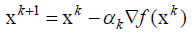 x^{k+1} = x^k − α_k ∇f(x^k)